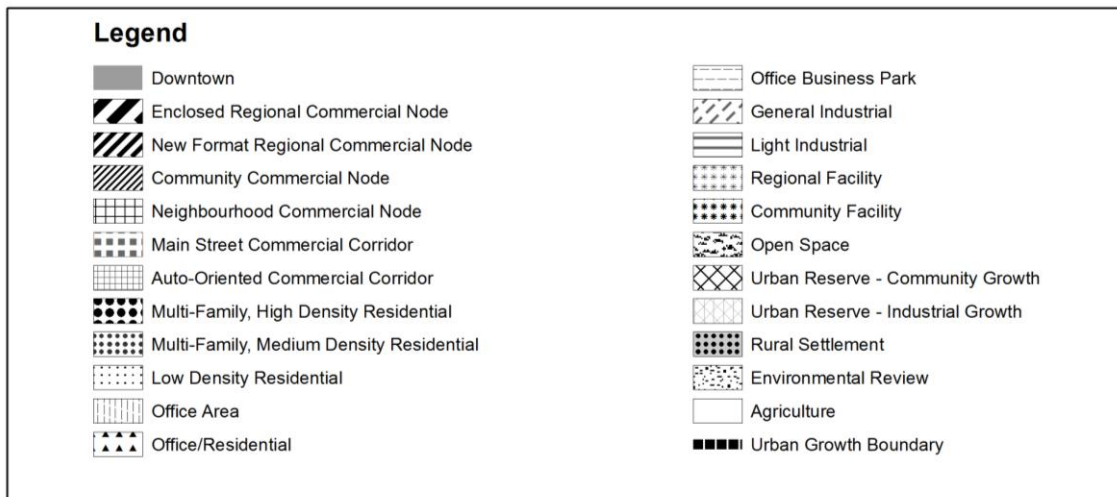 Legend
Downtown
Enclosed Regional Commercial Node
New Format Regional Commercial Node
Community Commercial Node
Neighbourhood Commercial Node
Main Street Commercial Corridor
Auto-Oriented Commercial Corridor
Multi-Family, High Density Residential
Multi-Family, Medium Density Residential
Low Density Residential
Office Area
Office/Residential
Office Business Park
General Industrial
Light Industrial
Regional Facility
Community Facility
Open Space
Urban Reserve - Community Growth
Urban Reserve - Industrial Growth
Rural Settlement
Environmental Review
Agriculture
Urban Growth Boundary